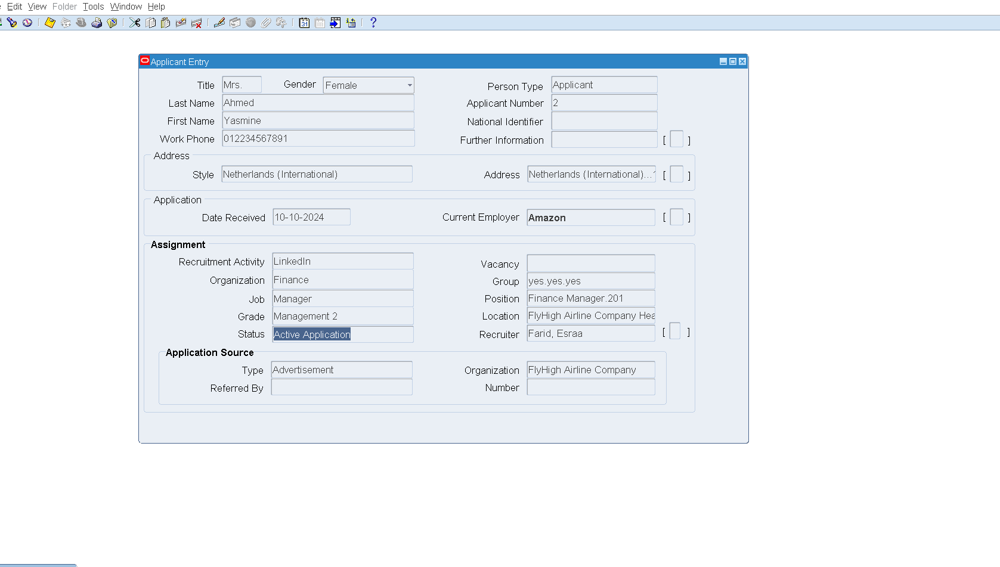 Edit View Folder Tools Window Help
31 ?
Applicant Entry
Title Mrs. Gender Female Person Type Applicant
Last Name Ahmed Applicant Number 2
First Name Yasmine National Identifier
Work Phone 012234567891 Further Information [ ]
Address
Style Netherlands (International) Address Netherlands (International)... [ ]
Application
Date Received 10-10-2024 Current Employer Amazon [ ]
Assignment
Recruitment Activity LinkedIn Vacancy
Organization Finance Group yes.yes.yes
Job Manager Position Finance Manager.201
Grade Management 2 Location FlyHigh Airline Company Hea
Status Active Application Recruiter Farid, Esraa [ ]
Application Source
Type Advertisement Organization FlyHigh Airline Company
Referred By Number